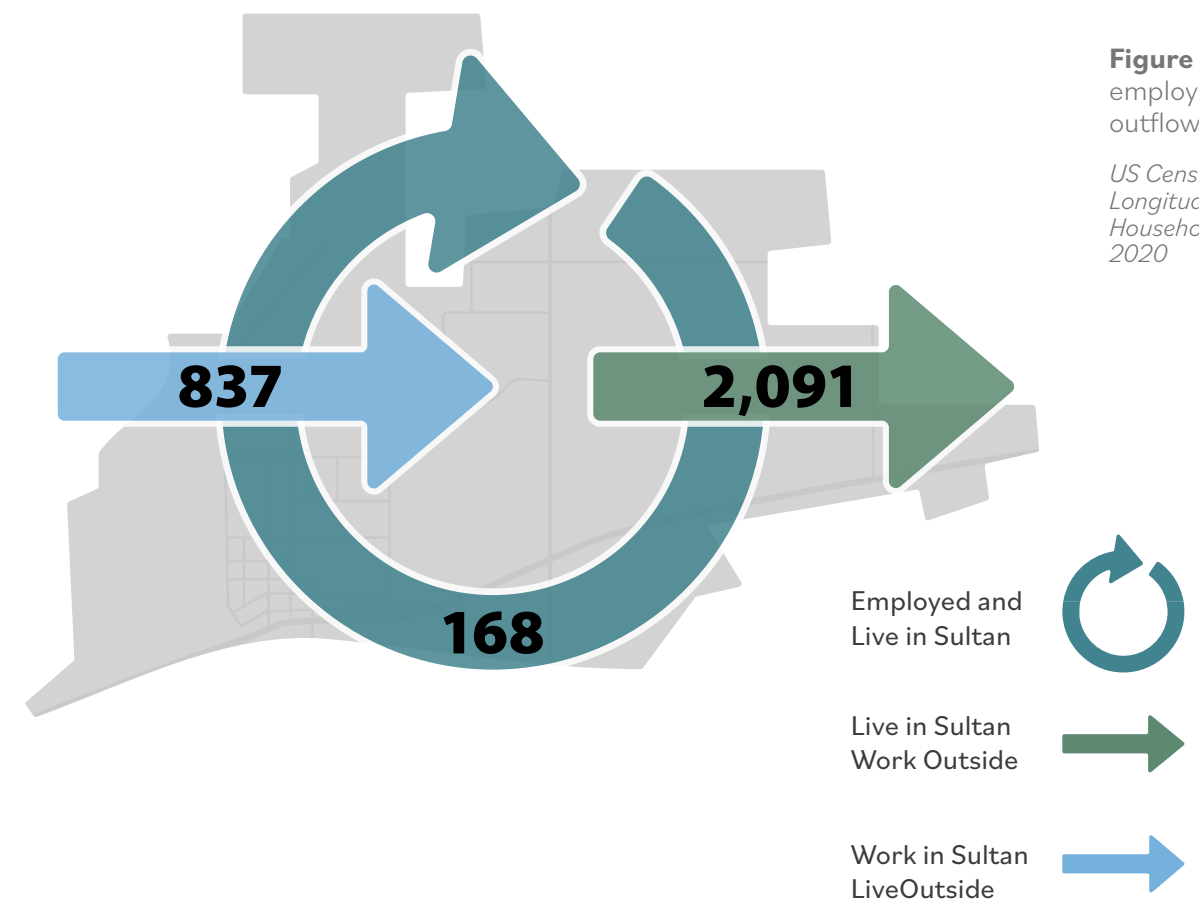 Figure
employ
outflow
US Cens
Longitud
Househo
2020
837
2,091
168
Employed and
Live in Sultan
Live in Sultan
Work Outside
Work in Sultan
LiveOutside